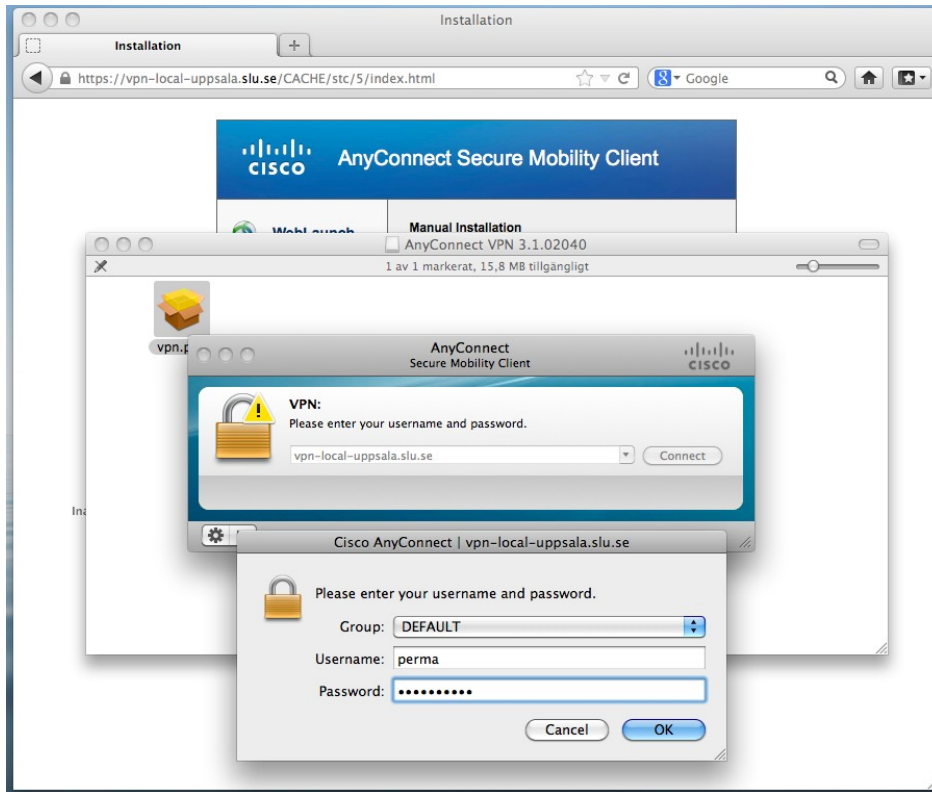 Installation
Installation
https://vpn-local-uppsala.slu.se/CACHE/stc/5/index.html
Google
CISCO
AnyConnect Secure Mobility Client
WebLaunch
Manual Installation
AnyConnect VPN 3.1.02040
1 av 1 markerat, 15,8 MB tillgängligt
vpn.p
AnyConnect
Secure Mobility Client
CISCO
VPN:
Please enter your username and password.
vpn-local-uppsala.slu.se
Connect
Cisco AnyConnect | vpn-local-uppsala.slu.se
Please enter your username and password.
Group: DEFAULT
Username: perma
Password: ••••••••••
Cancel OK